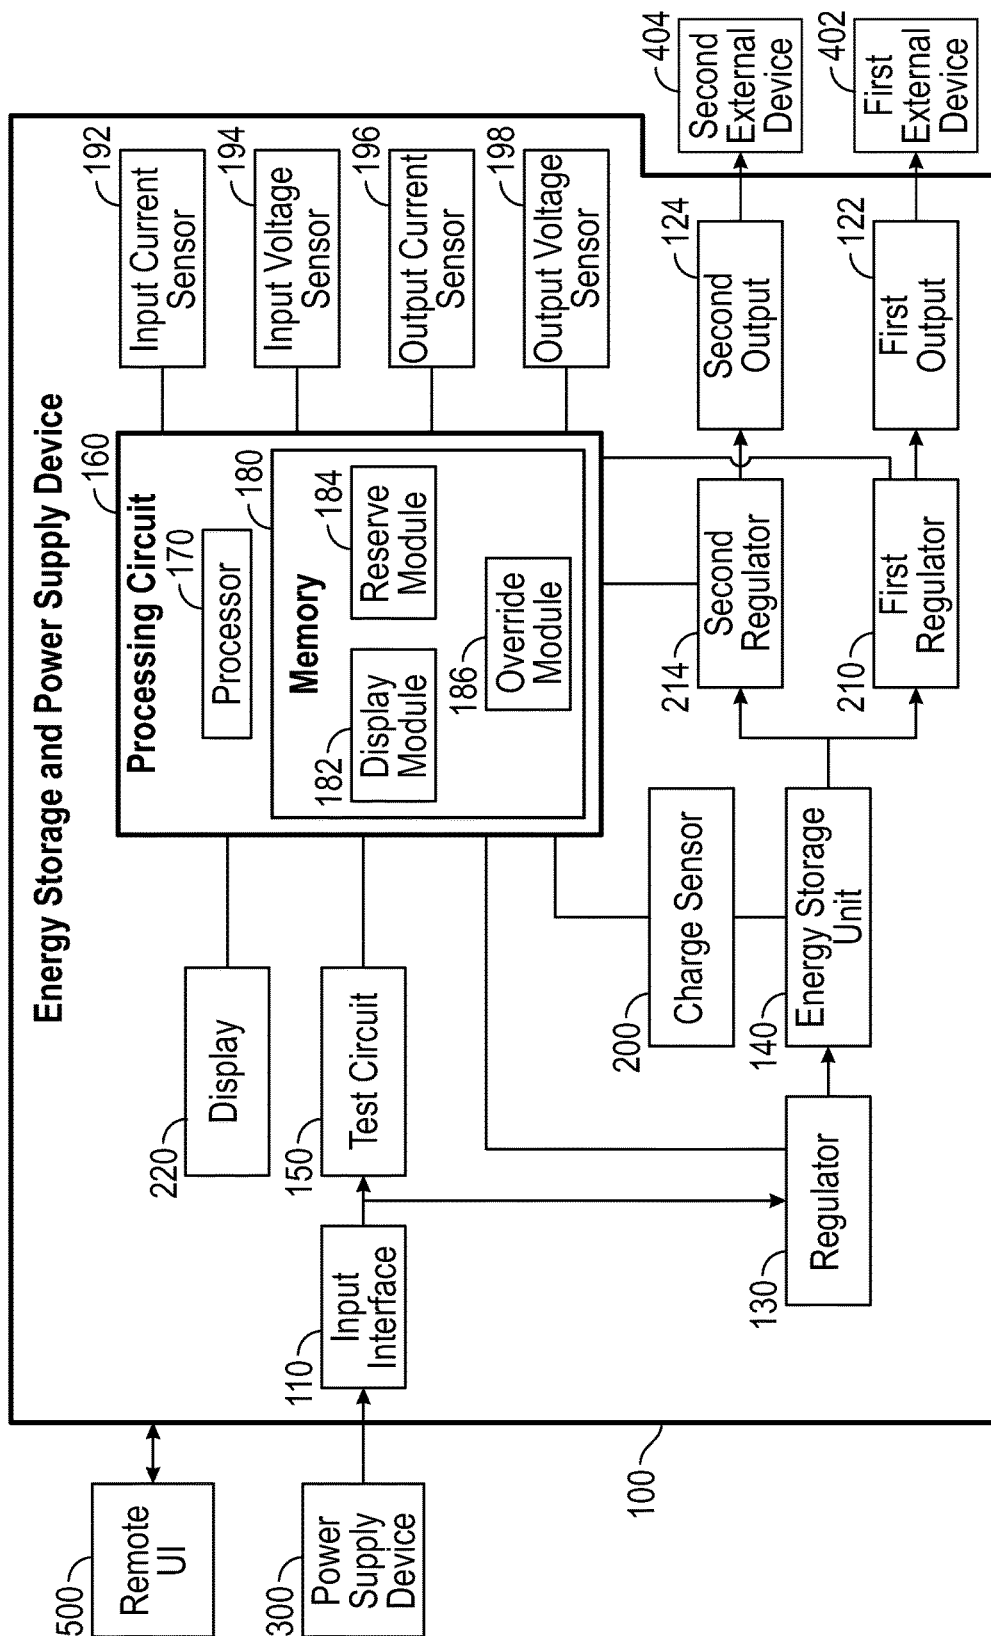 Energy Storage and Power Supply Device
500
Remote
UI
300
Power
Supply
Device
100
110
Input
Interface
220
Display
150
Test Circuit
130
Regulator
160
Processing Circuit
170
Processor
180
Memory
182
Display
Module
184
Reserve
Module
186
Override
Module
192
Input Current
Sensor
194
Input Voltage
Sensor
196
Output Current
Sensor
198
Output Voltage
Sensor
200
Charge Sensor
140
Energy Storage
Unit
214
Second
Regulator
210
First
Regulator
124
Second
Output
122
First
Output
404
Second
External
Device
402
First
External
Device